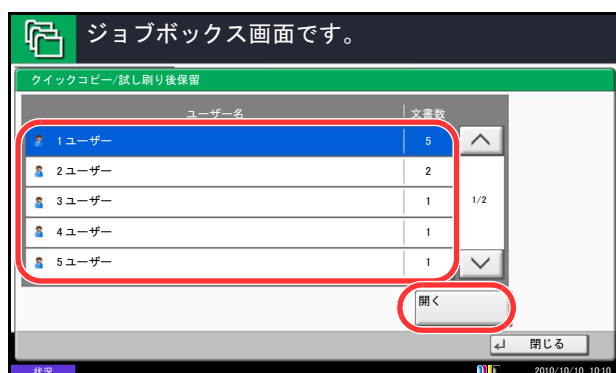 ジョブボックス画面です。
クイックコピー/試し刷り後保留
ユーザー名 文書数
1 ユーザー 5
2 ユーザー 2
3 ユーザー 1
4 ユーザー 1
5 ユーザー 1
1/2
開く
閉じる
状況 2010/10/10 10:10